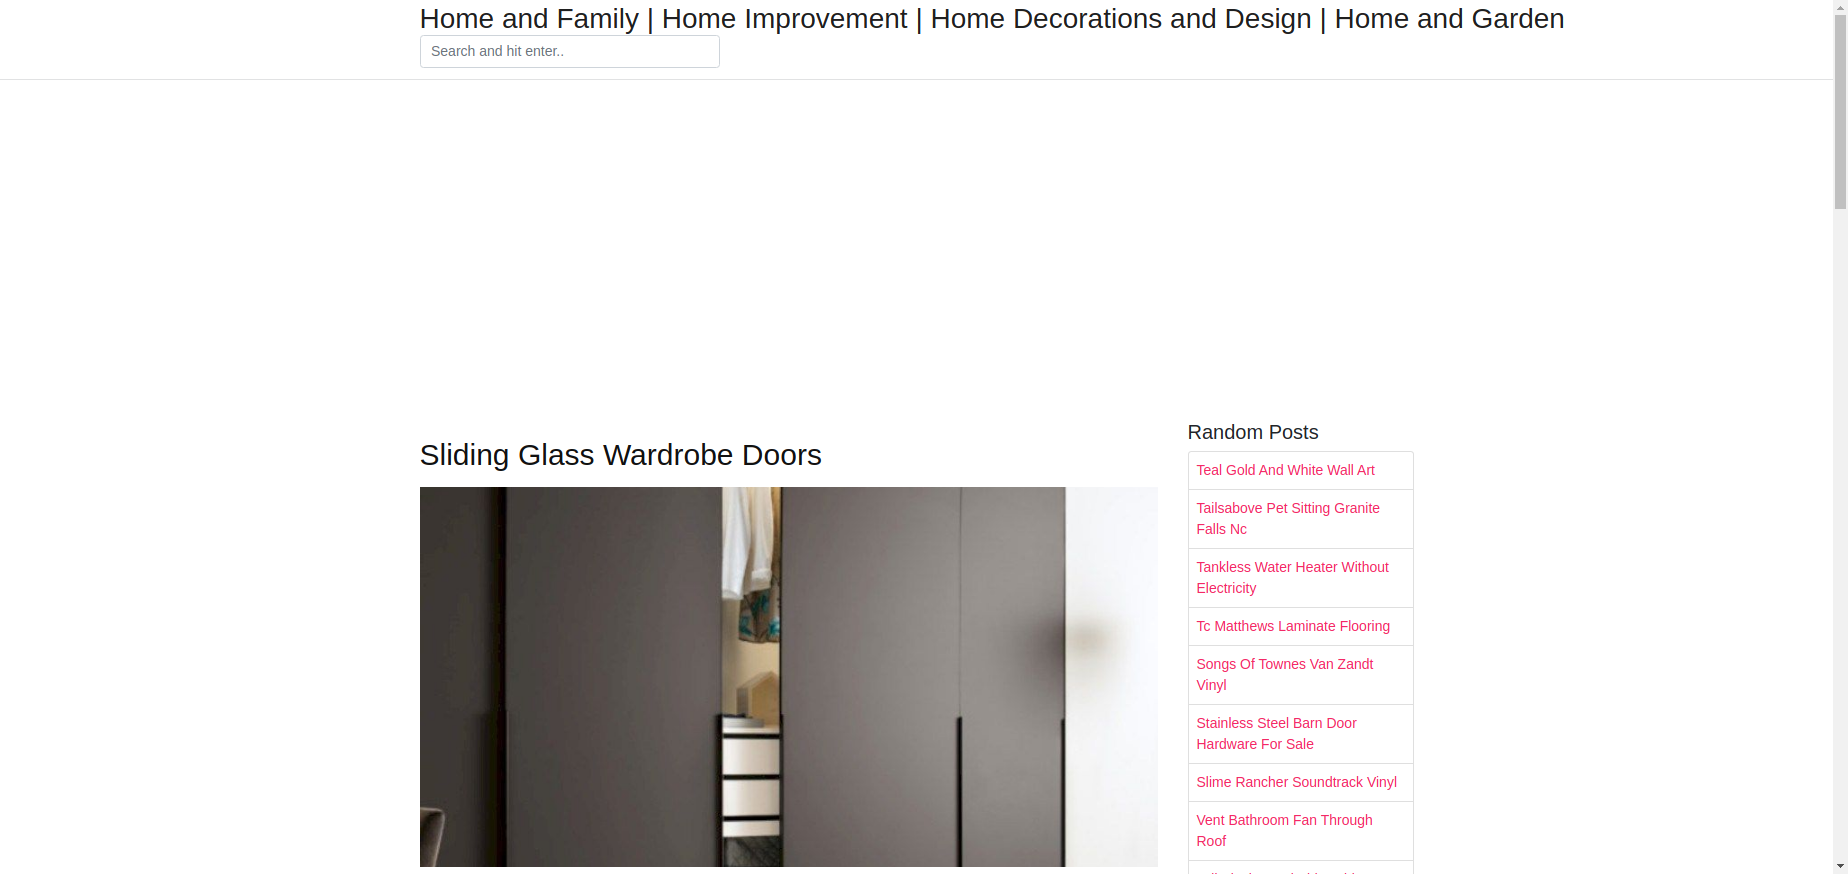 Home and Family | Home Improvement | Home Decorations and Design | Home and Garden
Search and hit enter..
Sliding Glass Wardrobe Doors
Random Posts
Teal Gold And White Wall Art
Tailsabove Pet Sitting Granite
Falls Nc
Tankless Water Heater Without
Electricity
Tc Matthews Laminate Flooring
Songs Of Townes Van Zandt
Vinyl
Stainless Steel Barn Door
Hardware For Sale
Slime Rancher Soundtrack Vinyl
Vent Bathroom Fan Through
Roof